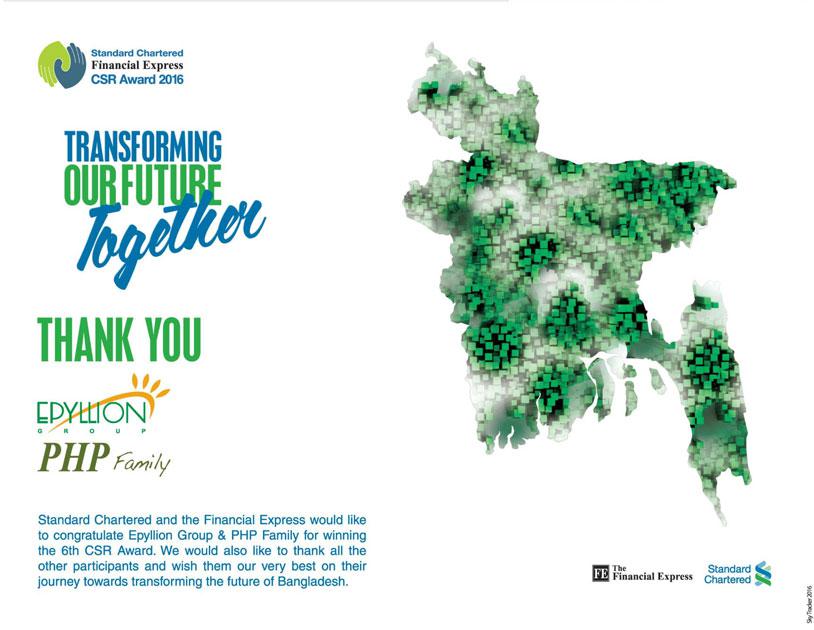 Standard Chartered
Financial Express
CSR Award 2016
TRANSFORMING
OUR FUTURE
Together
THANK YOU
EPYLLION
GROUP
PHP Family
Standard Chartered and the Financial Express would like
to congratulate Epyllion Group & PHP Family for winning
the 6th CSR Award. We would also like to thank all the
other participants and wish them our very best on their
journey towards transforming the future of Bangladesh.
FE The
Financial Express
Standard
Chartered
Sky Tracker 2016